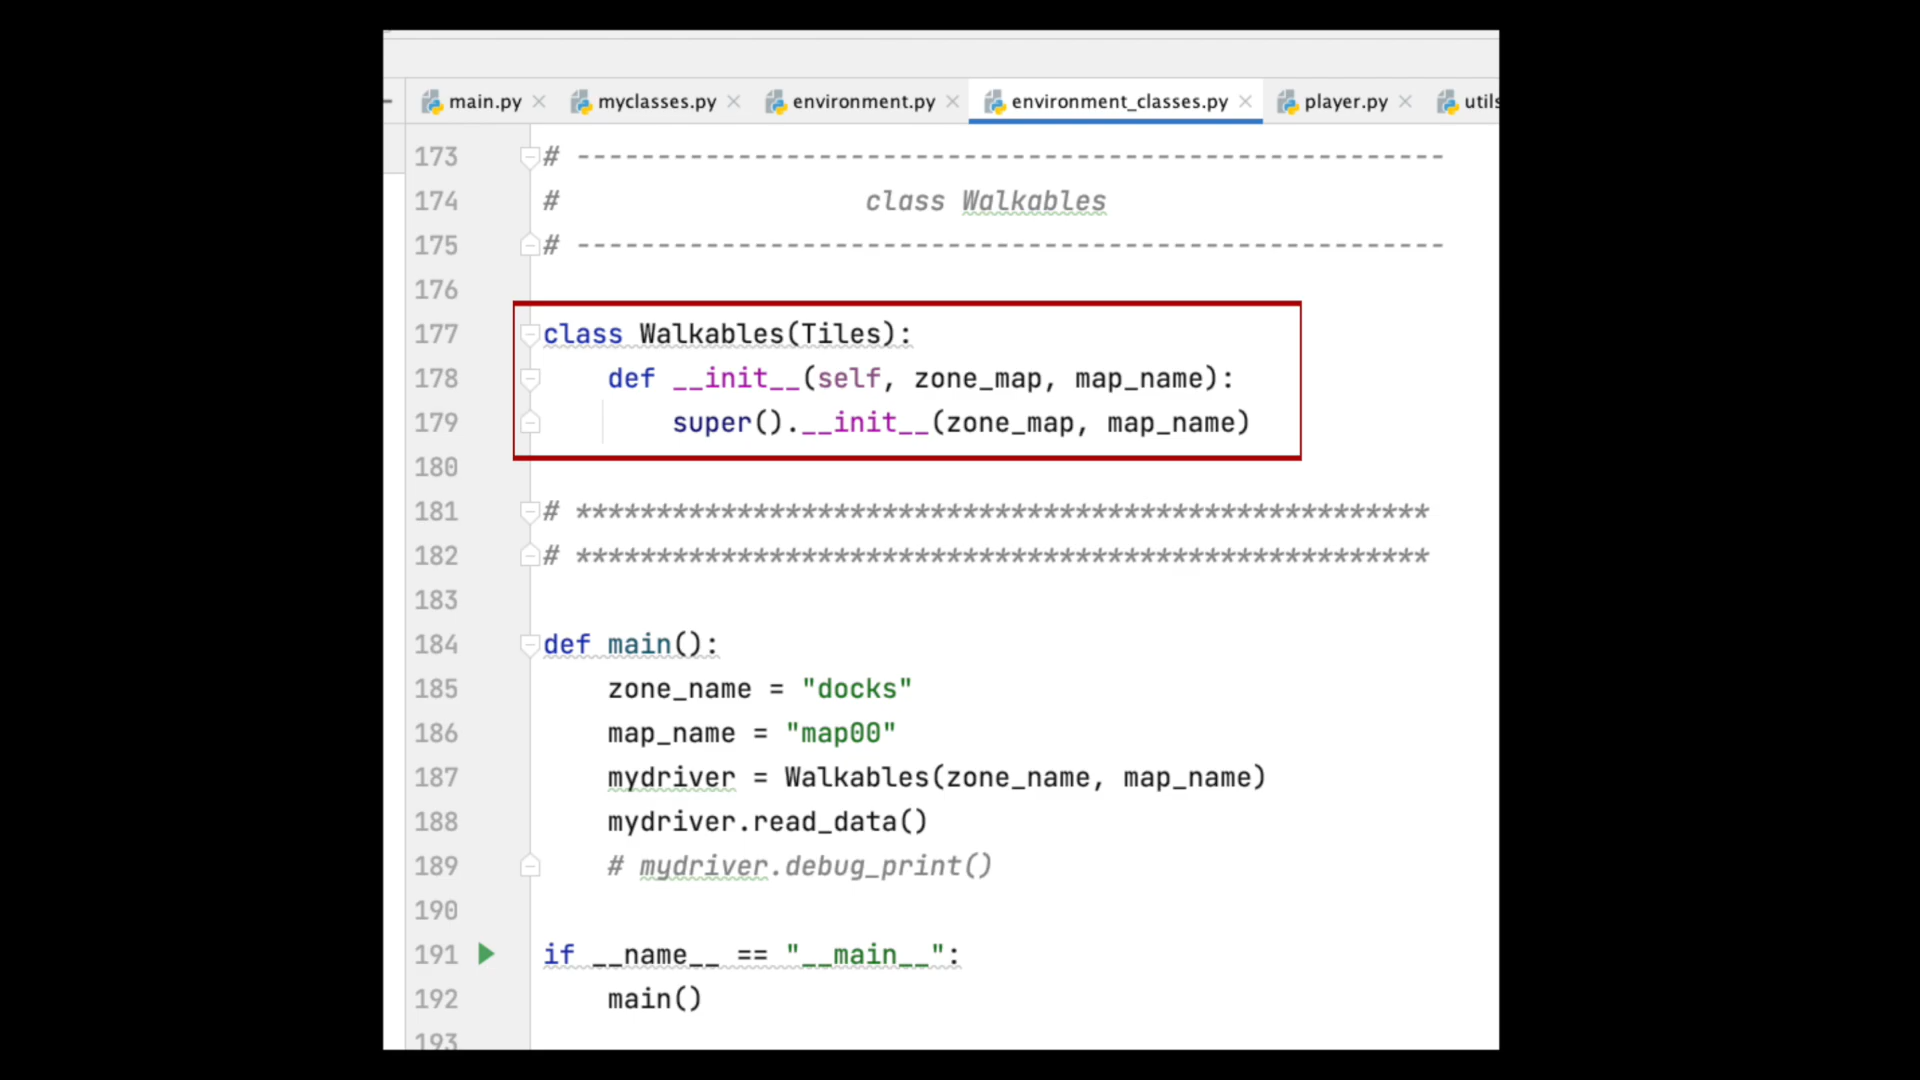 main.py myclasses.py environment.py environment_classes.py player.py utils
173 # ------------------------------------------------------
174 # class Walkables
175 # ------------------------------------------------------
176
177 class Walkables(Tiles):
178 def __init__(self, zone_map, map_name):
179 super().__init__(zone_map, map_name)
180
181 # *****************************************************
182 # *****************************************************
183
184 def main():
185 zone_name = "docks"
186 map_name = "map00"
187 mydriver = Walkables(zone_name, map_name)
188 mydriver.read_data()
189 # mydriver.debug_print()
190
191 if __name__ == "__main__":
192 main()
193